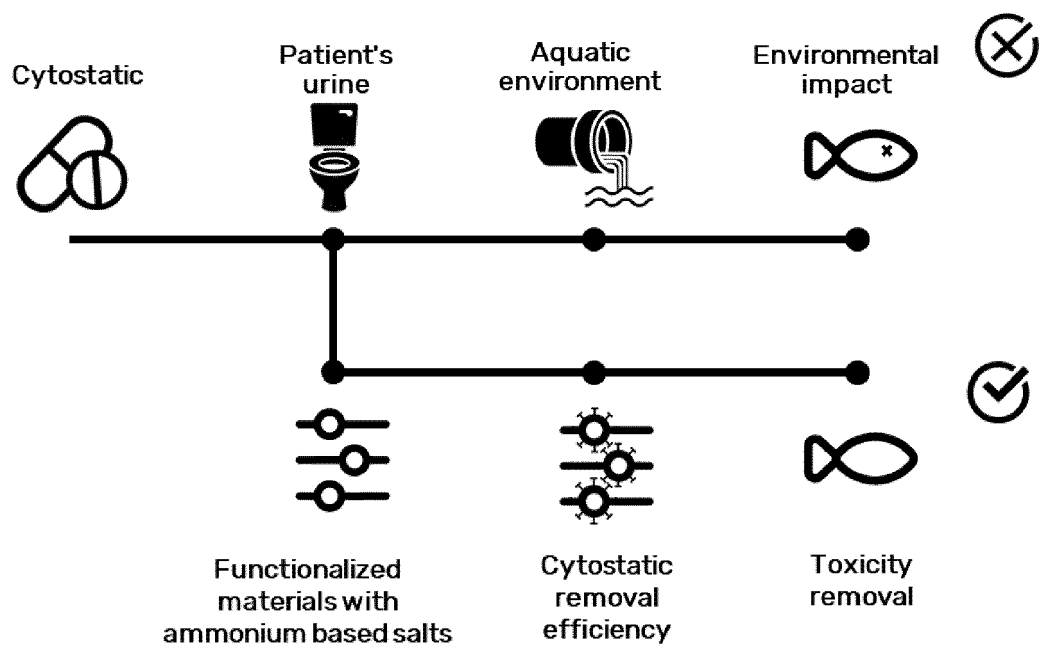 Cytostatic
Patient's
urine
Aquatic
environment
Environmental
impact
Functionalized
materials with
ammonium based salts
Cytostatic
removal
efficiency
Toxicity
removal